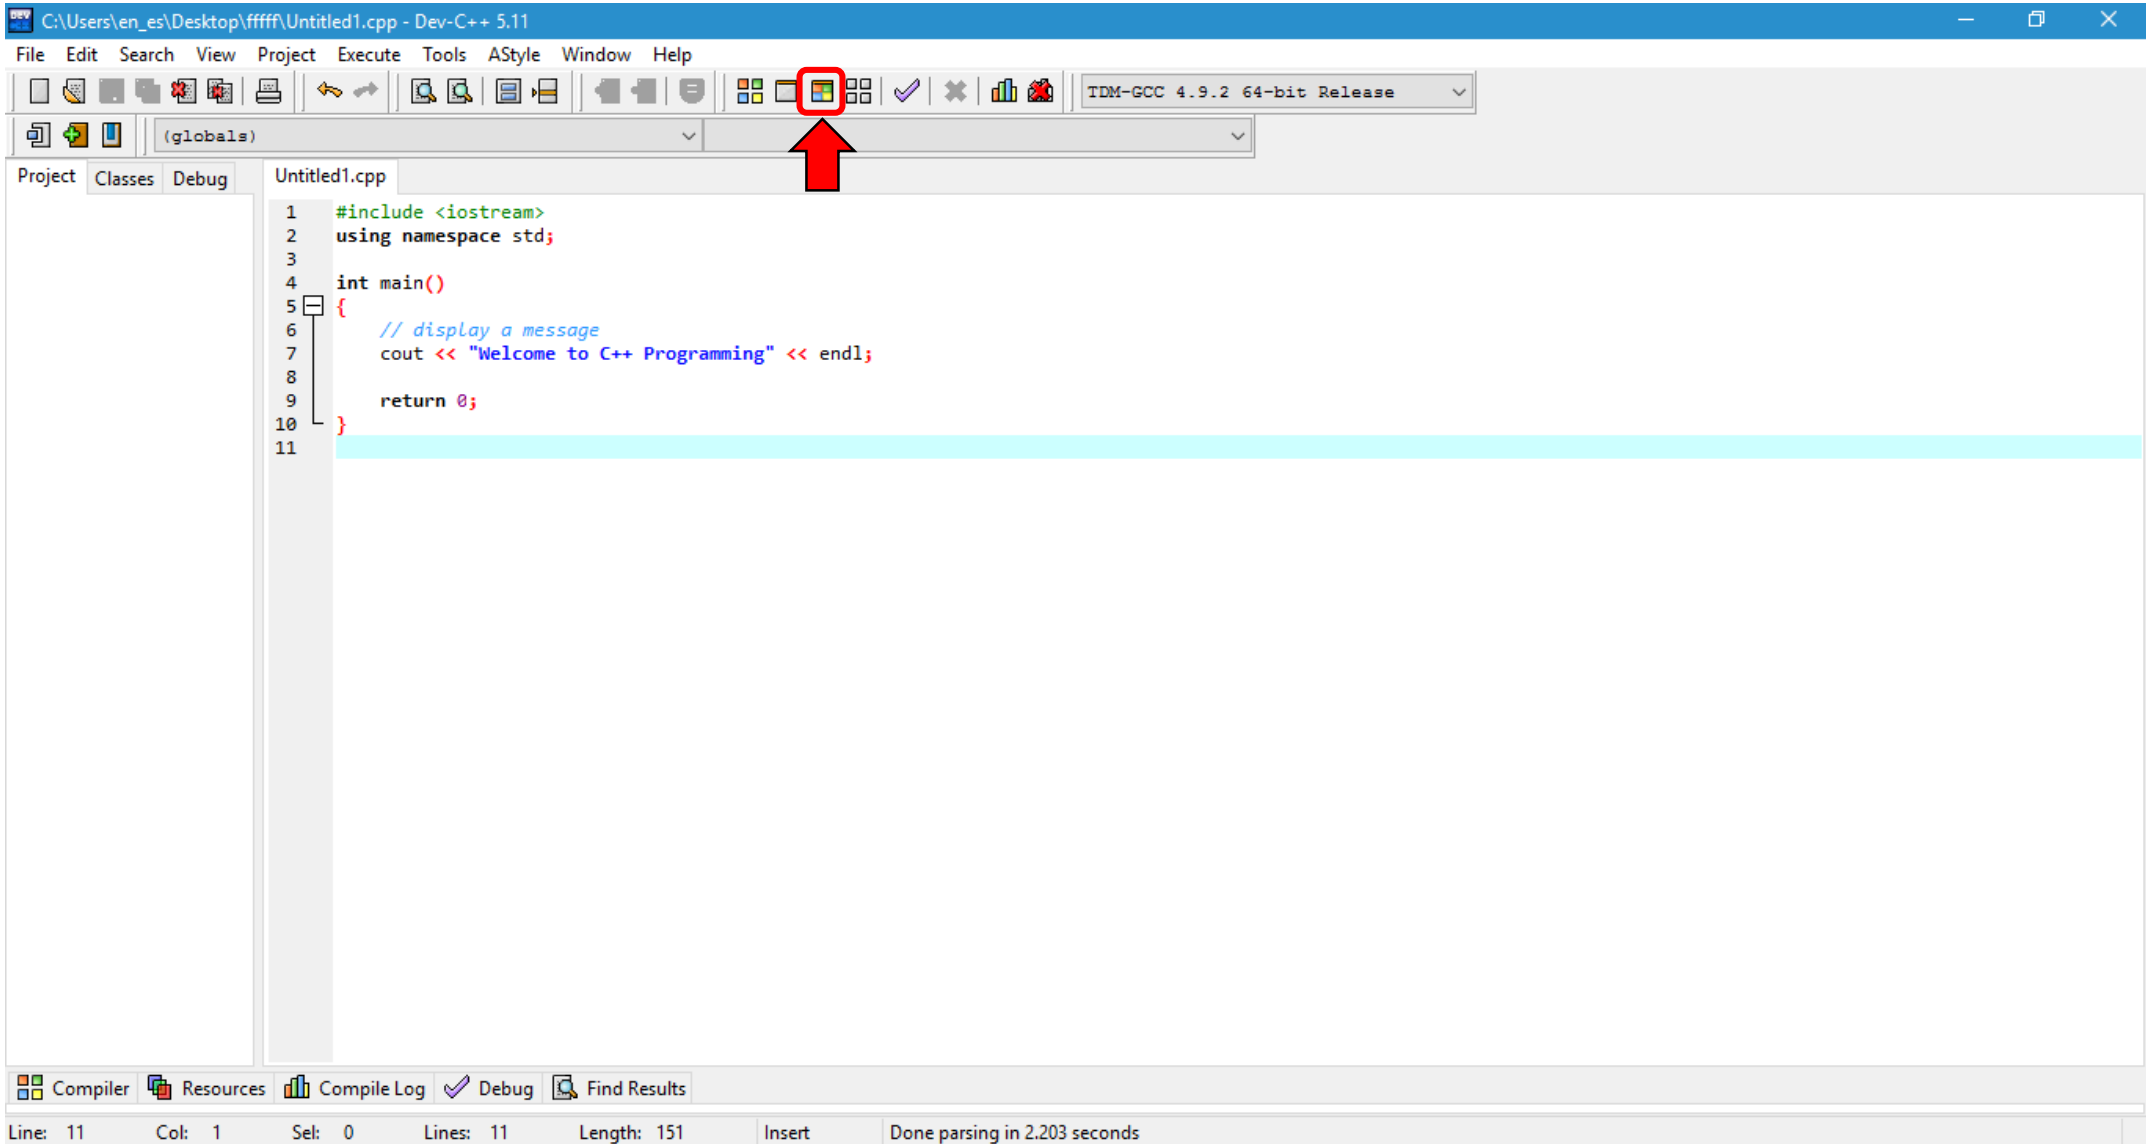 C:\Users\en_es\Desktop\fffff\Untitled1.cpp - Dev-C++ 5.11
File Edit Search View Project Execute Tools AStyle Window Help
TDM-GCC 4.9.2 64-bit Release
(globals)
Project Classes Debug Untitled1.cpp
1 #include <iostream>
2 using namespace std;
3
4 int main()
5 {
6 // display a message
7 cout << "Welcome to C++ Programming" << endl;
8
9 return 0;
10 }
11
Compiler Resources Compile Log Debug Find Results
Line: 11 Col: 1 Sel: 0 Lines: 11 Length: 151 Insert Done parsing in 2.203 seconds